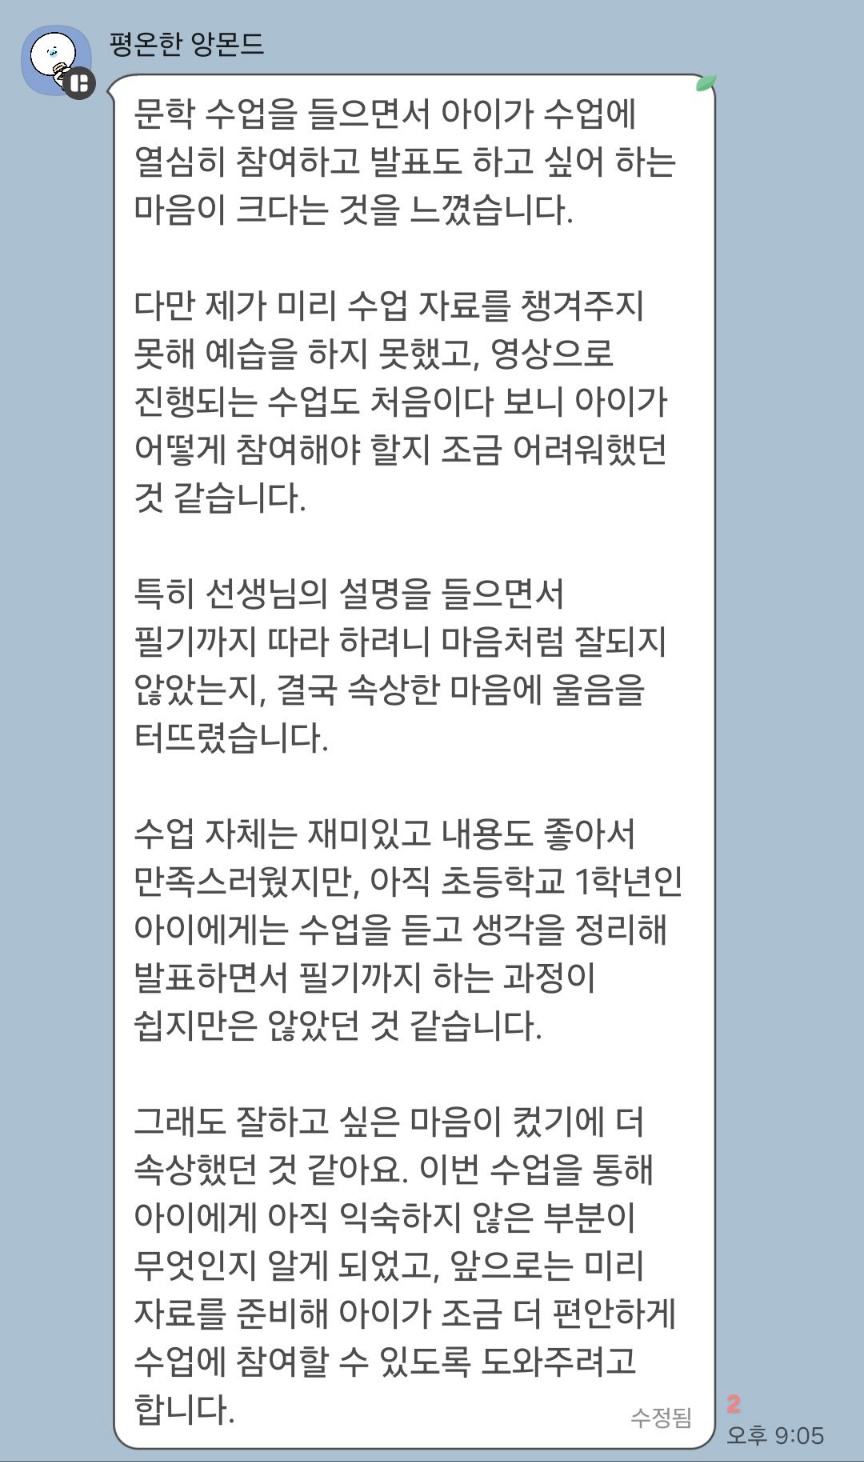 평온한 앙몬드
문학 수업을 들으면서 아이가 수업에
열심히 참여하고 발표도 하고 싶어 하는
마음이 크다는 것을 느꼈습니다.
다만 제가 미리 수업 자료를 챙겨주지
못해 예습을 하지 못했고, 영상으로
진행되는 수업도 처음이다 보니 아이가
어떻게 참여해야 할지 조금 어려워했던
것 같습니다.
특히 선생님의 설명을 들으면서
필기까지 따라 하려니 마음처럼 잘되지
않았는지, 결국 속상한 마음에 울음을
터뜨렸습니다.
수업 자체는 재미있고 내용도 좋아서
만족스러웠지만, 아직 초등학교 1학년인
아이에게는 수업을 듣고 생각을 정리해
발표하면서 필기까지 하는 과정이
쉽지만은 않았던 것 같습니다.
그래도 잘하고 싶은 마음이 컸기에 더
속상했던 것 같아요. 이번 수업을 통해
아이에게 아직 익숙하지 않은 부분이
무엇인지 알게 되었고, 앞으로는 미리
자료를 준비해 아이가 조금 더 편안하게
수업에 참여할 수 있도록 도와주려고
합니다.
수정됨
2
오후 9:05